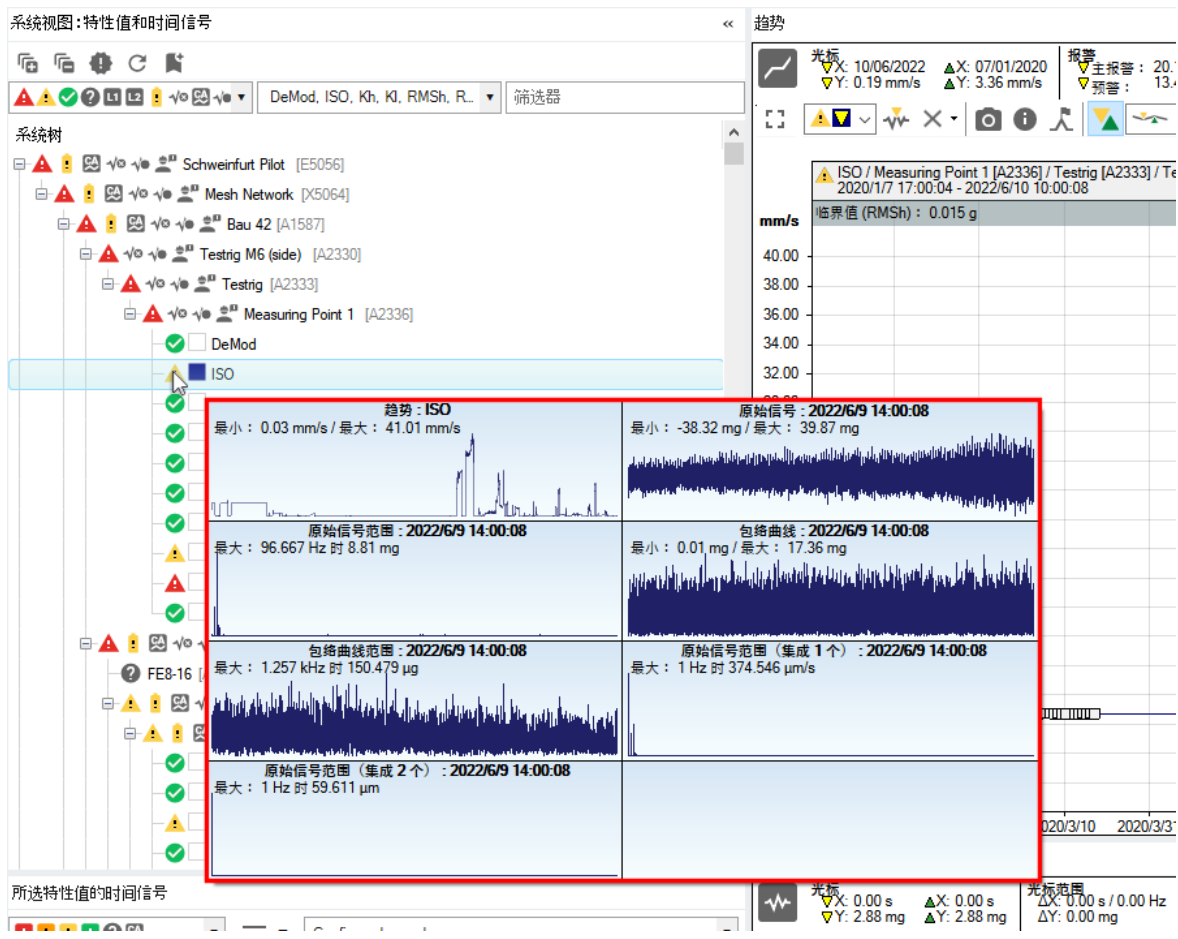 系统视图:特性值和时间信号
«
DeMod, ISO, Kh, KI, RMSh, R...
筛选器
系统树
Schweinfurt Pilot [E5056]
Mesh Network [X5064]
Bau 42 [A1587]
Testrig M6 (side) [A2330]
Testrig [A2333]
Measuring Point 1 [A2336]
DeMod
ISO
FE8-16
所选特性值的时间信号
趋势 : ISO
最小： 0.03 mm/s / 最大： 41.01 mm/s
原始信号 : 2022/6/9 14:00:08
最小： -38.32 mg / 最大： 39.87 mg
原始信号范围 : 2022/6/9 14:00:08
最大： 96.667 Hz 时 8.81 mg
包络曲线 : 2022/6/9 14:00:08
最小： 0.01 mg / 最大： 17.36 mg
包络曲线范围 : 2022/6/9 14:00:08
最大： 1.257 kHz 时 150.479 µg
原始信号范围（集成 1 个）: 2022/6/9 14:00:08
最大： 1 Hz 时 374.546 µm/s
原始信号范围（集成 2 个）: 2022/6/9 14:00:08
最大： 1 Hz 时 59.611 µm
趋势
光标
X: 10/06/2022 X: 07/01/2020
Y: 0.19 mm/s Y: 3.36 mm/s
报警
主报警： 20.
预警： 13.4
ISO / Measuring Point 1 [A2336] / Testrig [A2333] / Te
2020/1/7 17:00:04 - 2022/6/10 10:00:08
临界值 (RMSh)： 0.015 g
mm/s
40.00
38.00
36.00
34.00
32.00
020/3/10 2020/3/31
光标
X: 0.00 s X: 0.00 s
Y: 2.88 mg Y: 2.88 mg
光标范围
ΔX: 0.00 s / 0.00 Hz
ΔY: 0.00 mg